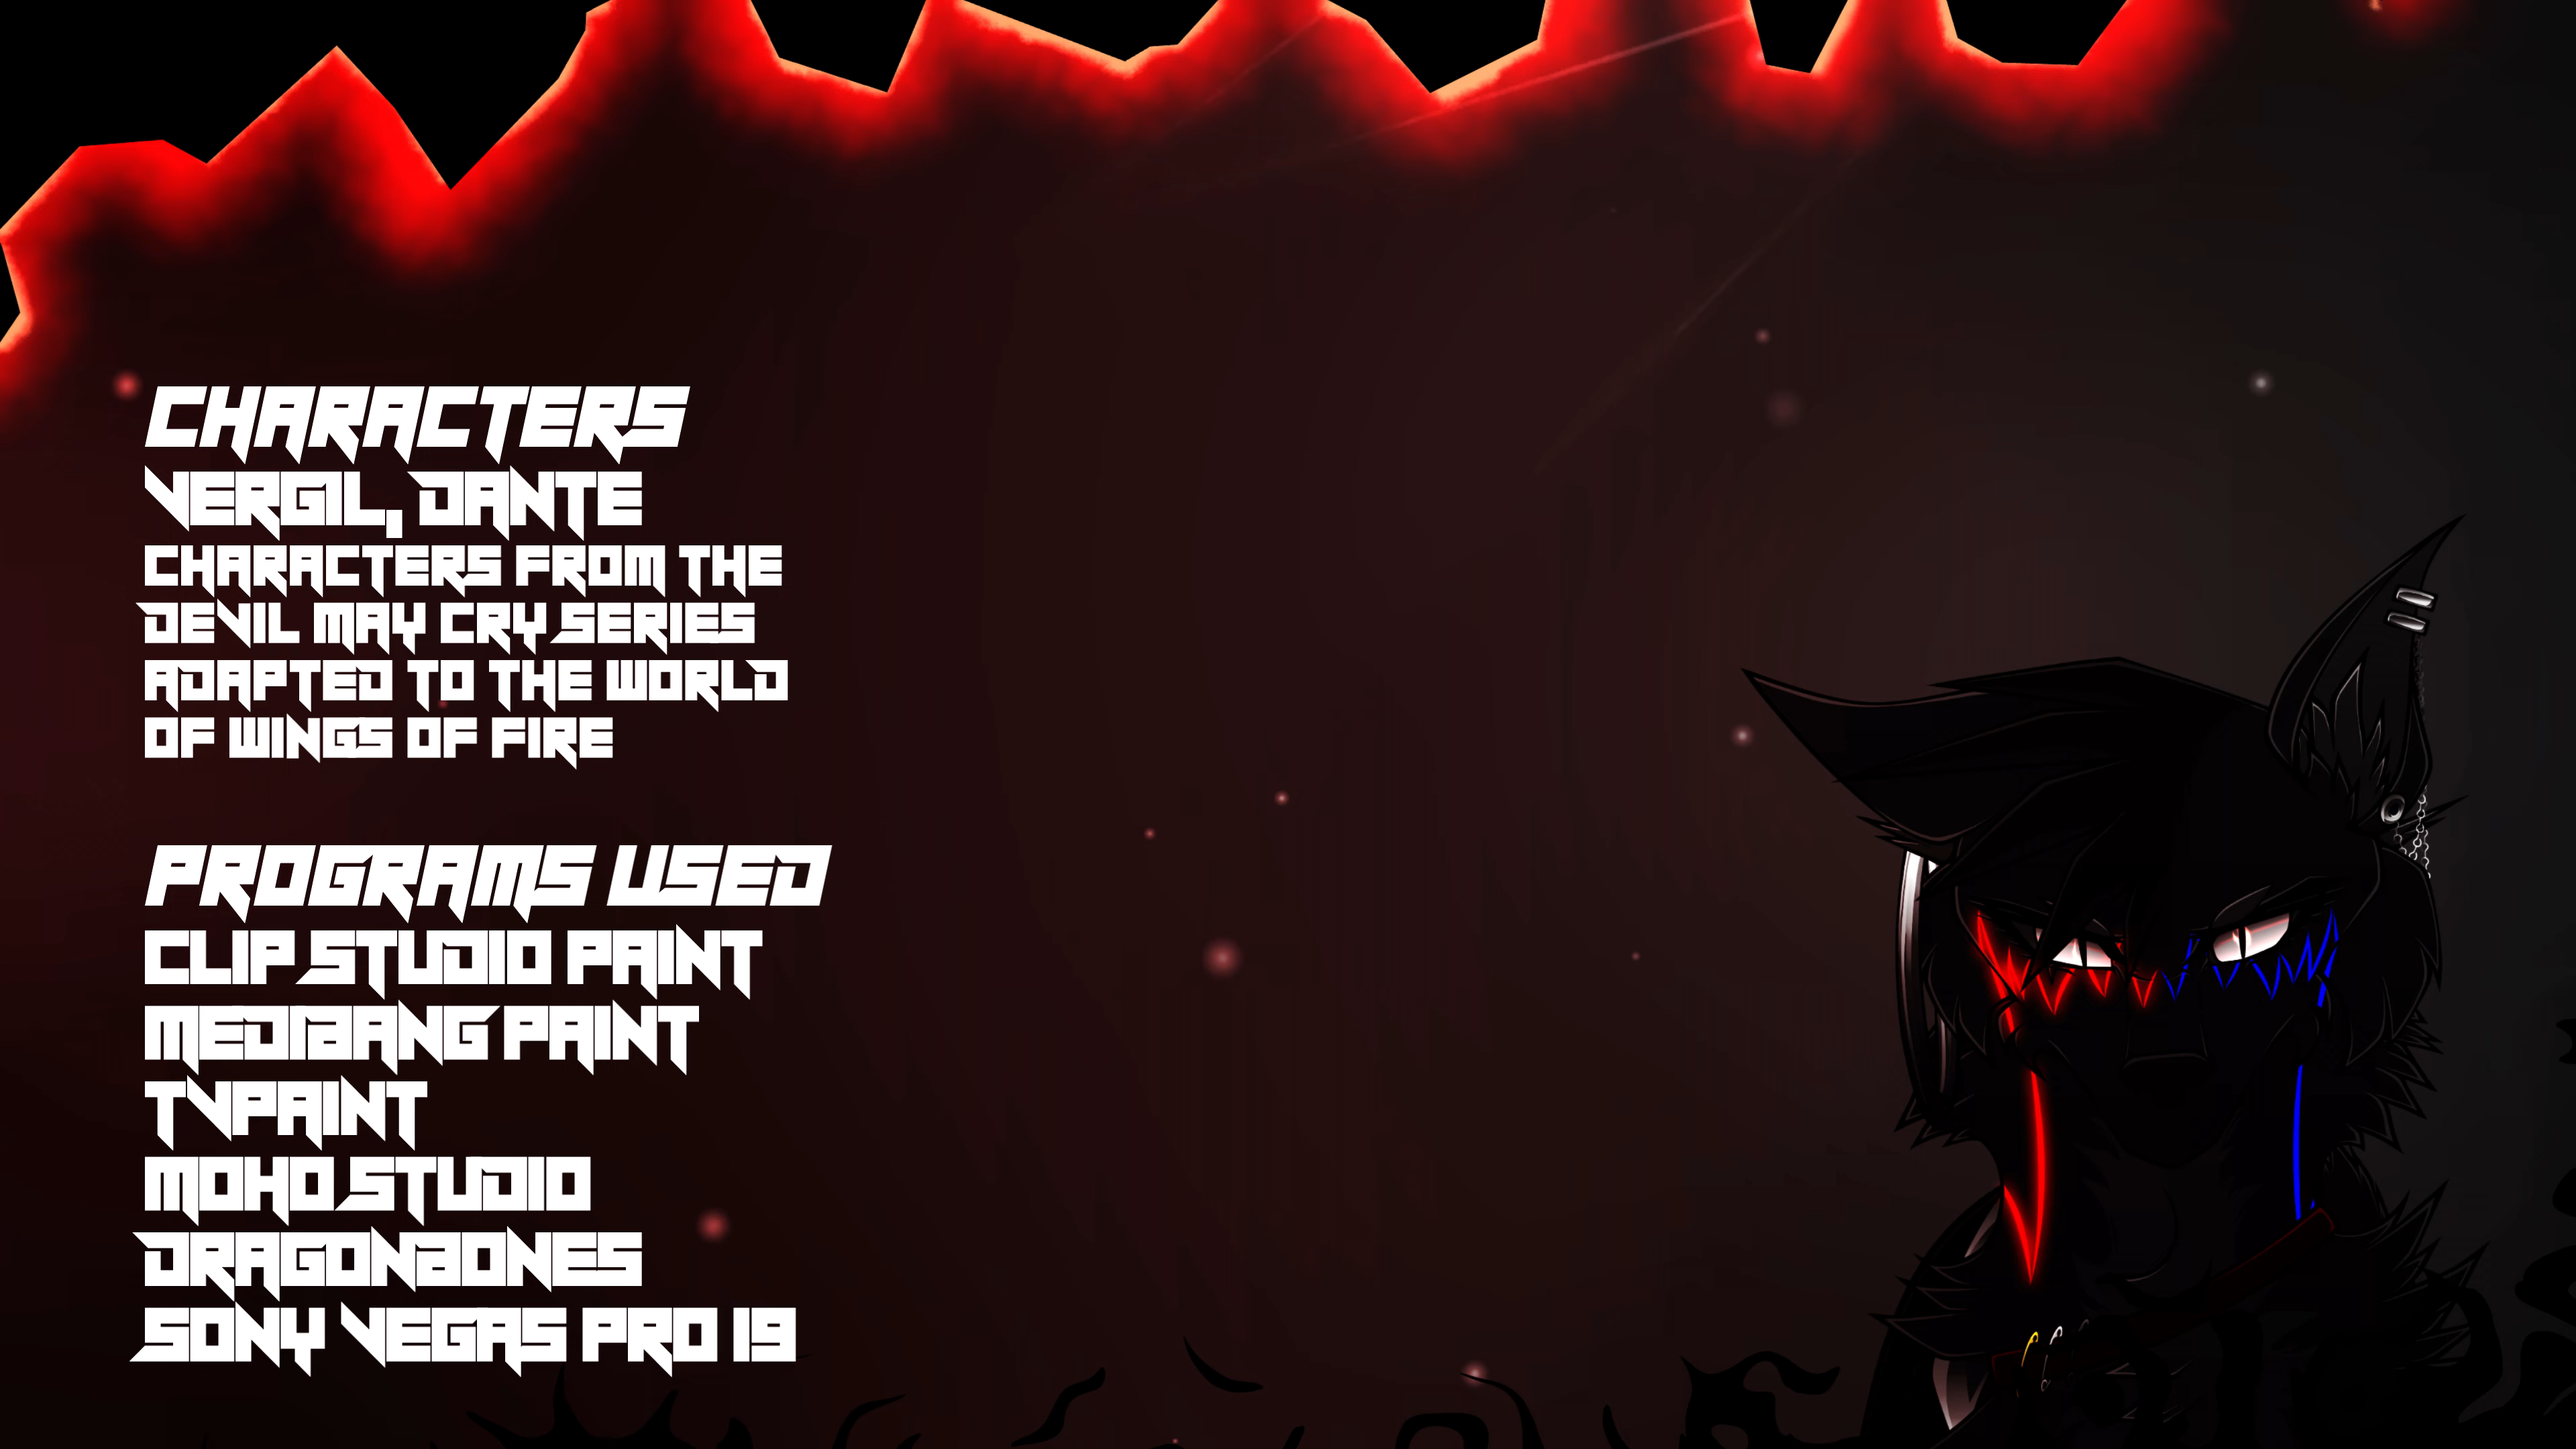 CHARACTERS
VERGIL, DANTE
CHARACTERS FROM THE
DEVIL MAY CRY SERIES
ADAPTED TO THE WORLD
OF WINGS OF FIRE
PROGRAMS USED
CLIP STUDIO PAINT
MEDIBANG PAINT
TVPAINT
MOHO STUDIO
DRAGONBONES
SONY VEGAS PRO 19